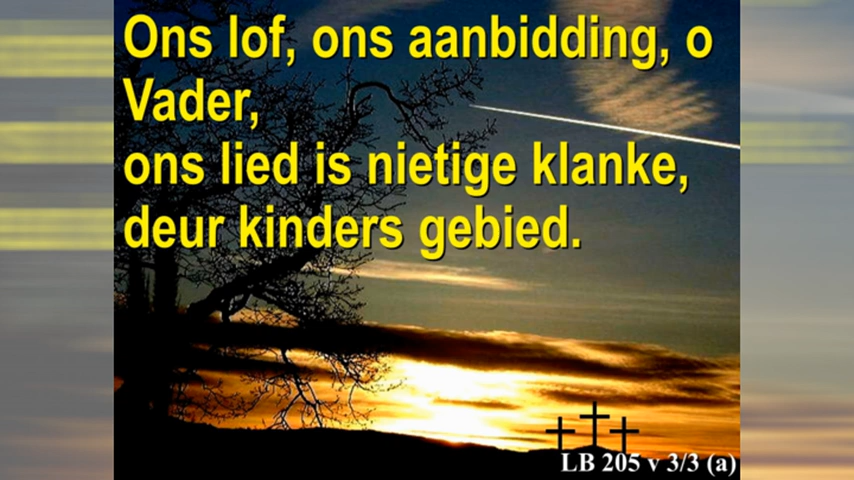 Ons lof, ons aanbidding, o
Vader,
ons lied is nietige klanke,
deur kinders gebied.
LB 205 v 3/3 (a)